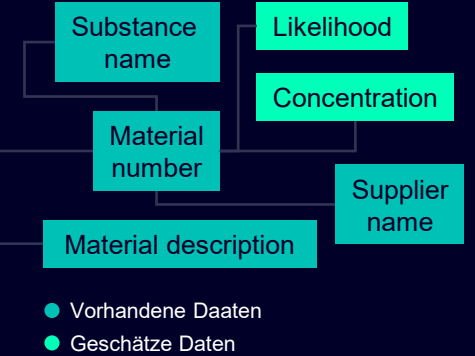 Substance
name
Likelihood
Concentration
Material
number
Supplier
name
Material description
Vorhandene Daaten
Geschätze Daten